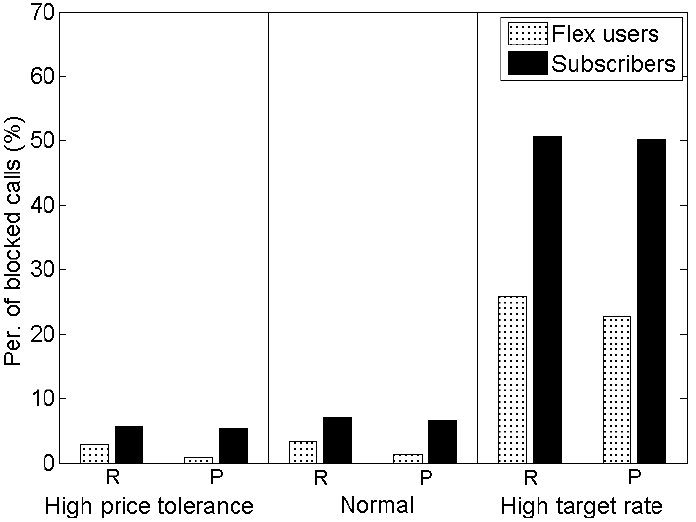 70
60
50
40
30
20
10
0
Per. of blocked calls (%)
Flex users
Subscribers
R P R P R P
High price tolerance Normal High target rate